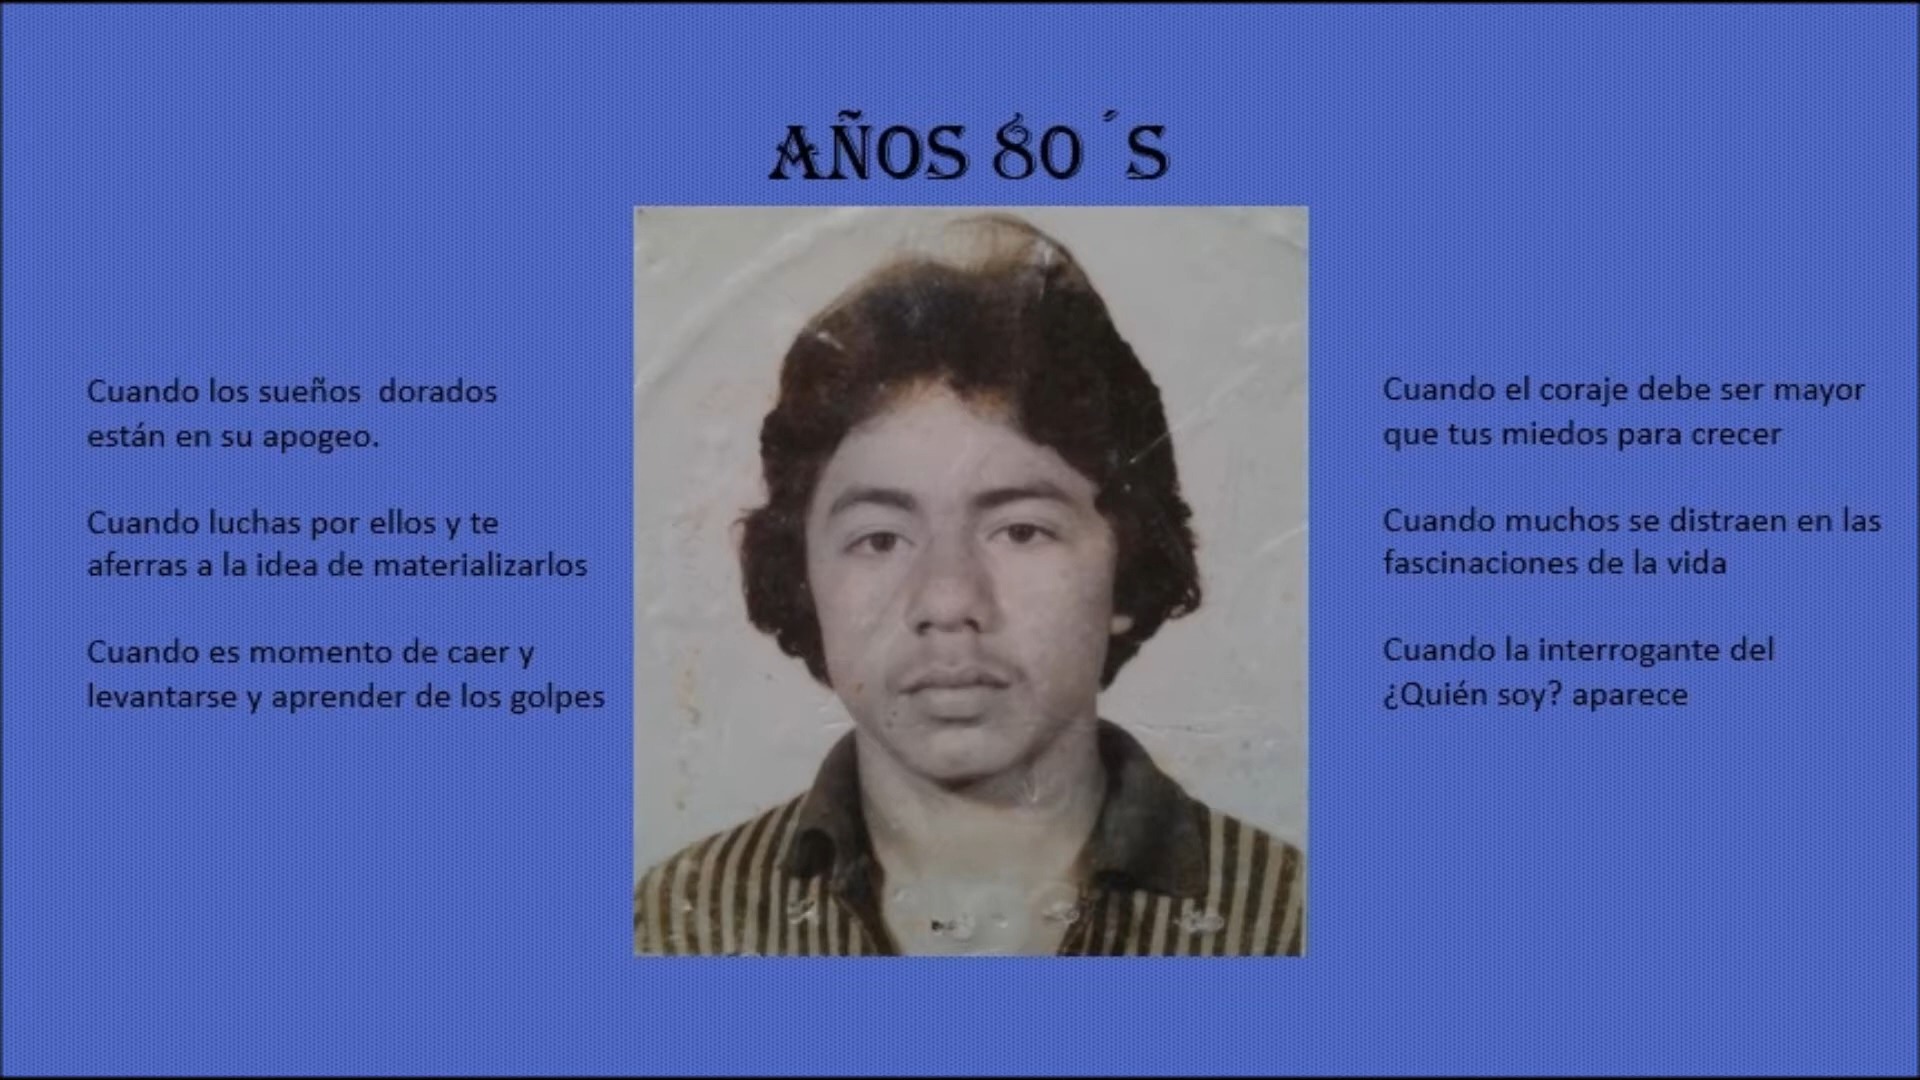 AÑOS 80´S
Cuando los sueños  dorados
están en su apogeo.
Cuando luchas por ellos y te
aferras a la idea de materializarlos
Cuando es momento de caer y
levantarse y aprender de los golpes
Cuando el coraje debe ser mayor
que tus miedos para crecer
Cuando muchos se distraen en las
fascinaciones de la vida
Cuando la interrogante del
¿Quién soy? aparece